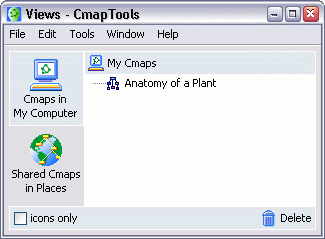 Views - CmapTools
File Edit Tools Window Help
Cmaps in
My Computer
Shared Cmaps
in Places
My Cmaps
Anatomy of a Plant
icons only
Delete